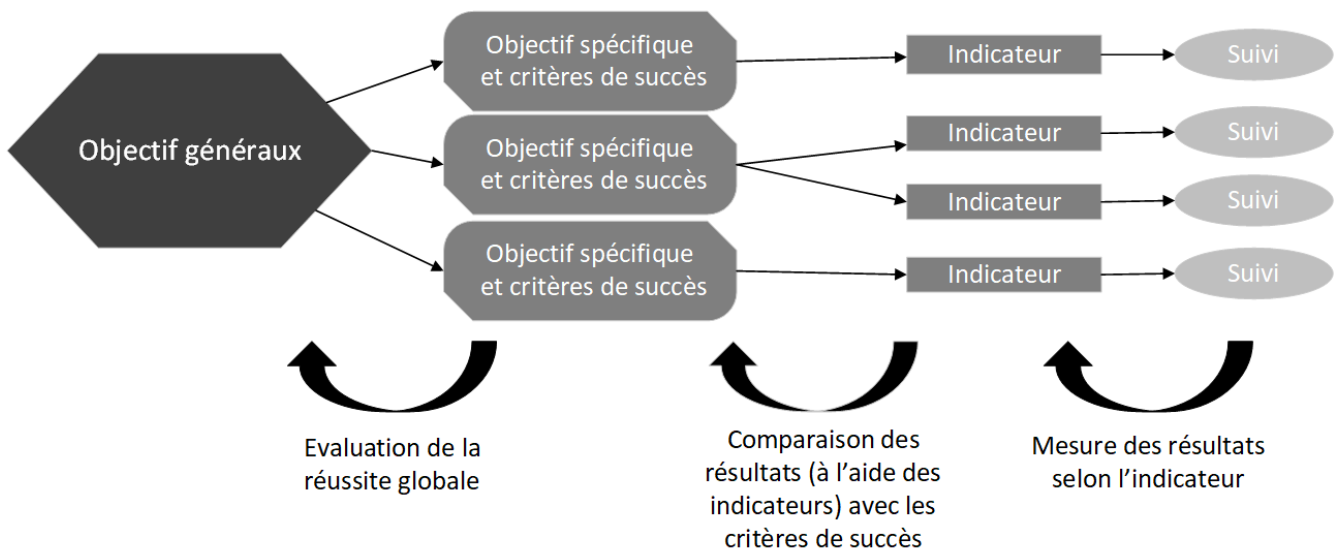 Objectif généraux
Objectif spécifique
et critères de succès
Indicateur
Suivi
Objectif spécifique
et critères de succès
Indicateur
Suivi
Indicateur
Suivi
Objectif spécifique
et critères de succès
Indicateur
Suivi
Evaluation de la
réussite globale
Comparaison des
résultats (à l’aide des
indicateurs) avec les
critères de succès
Mesure des résultats
selon l’indicateur